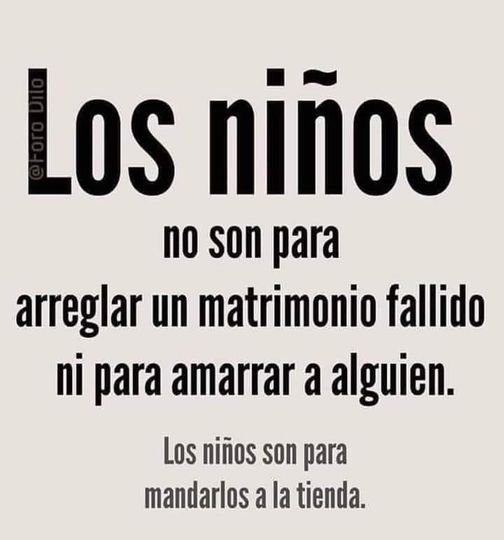 @Foro Dilo
Los niños
no son para
arreglar un matrimonio fallido
ni para amarrar a alguien.
Los niños son para
mandarlos a la tienda.